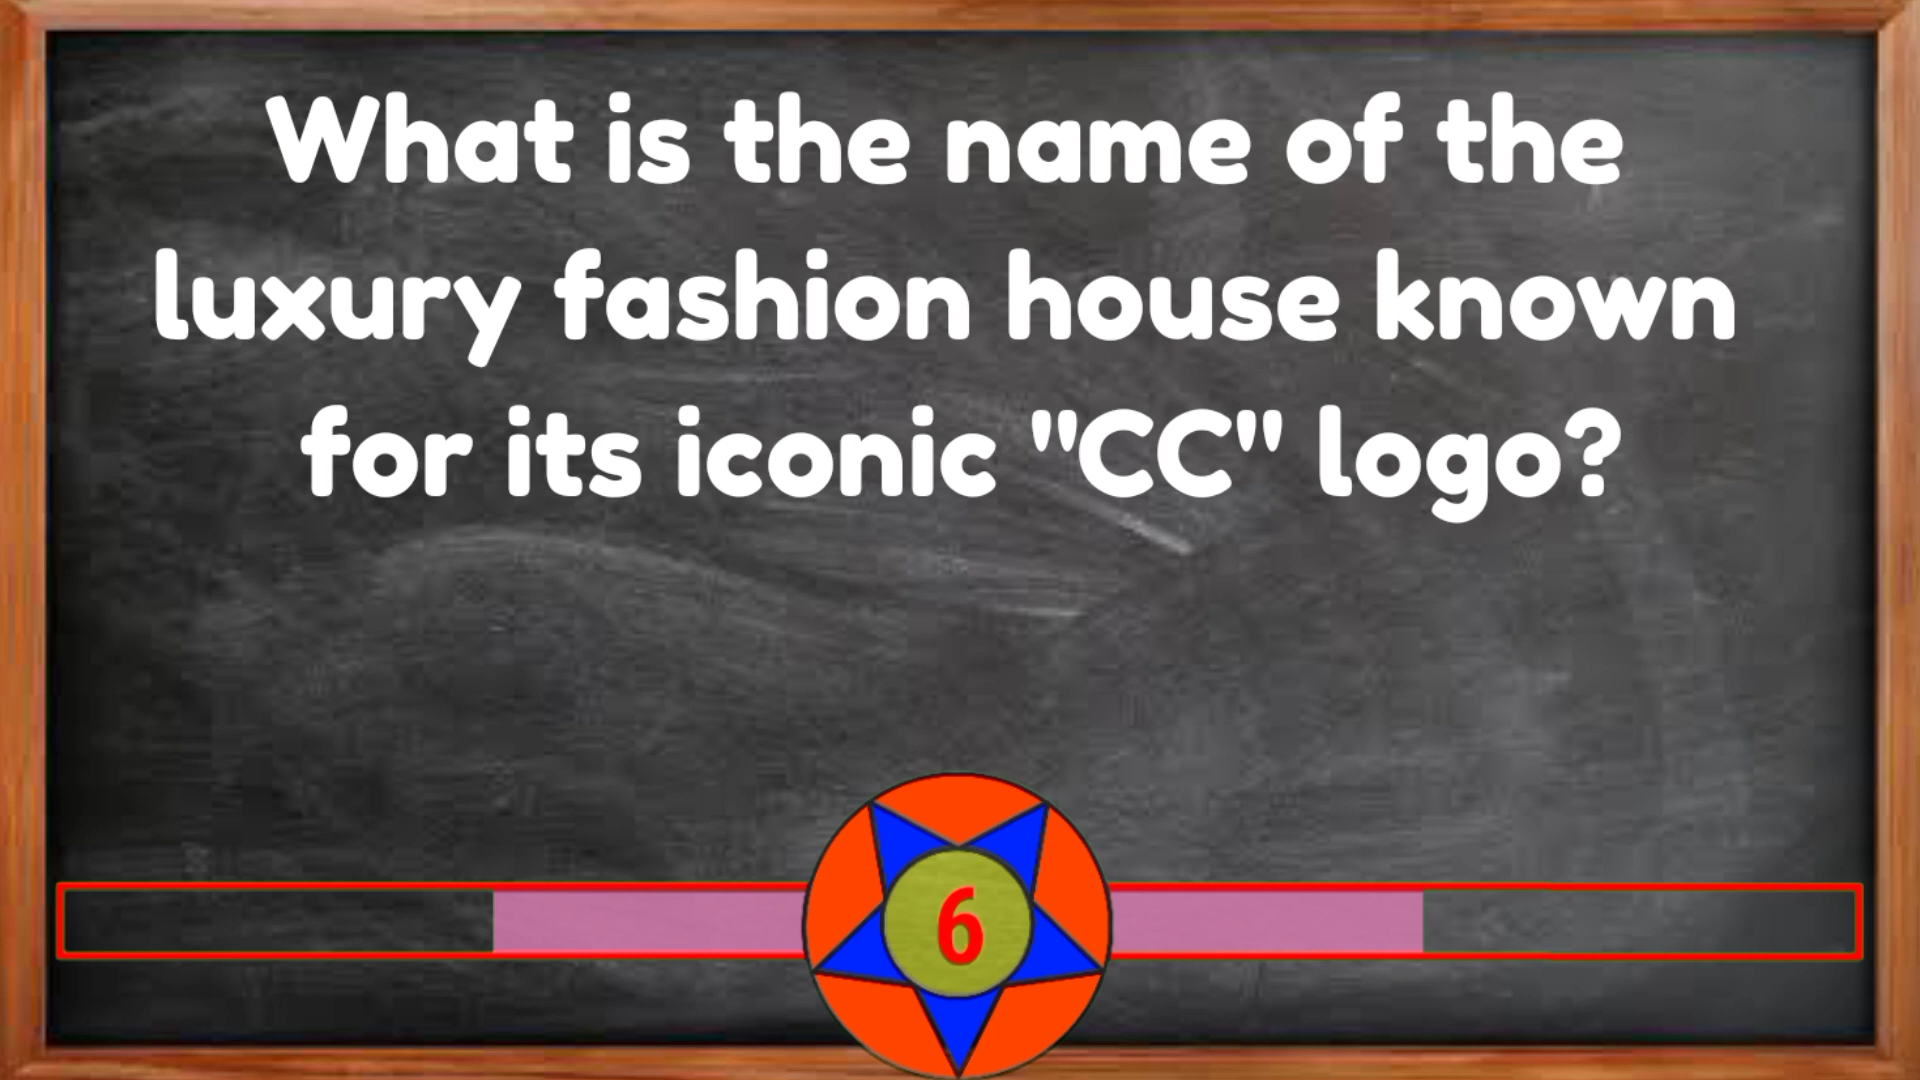 What is the name of the
luxury fashion house known
for its iconic "CC" logo?
6